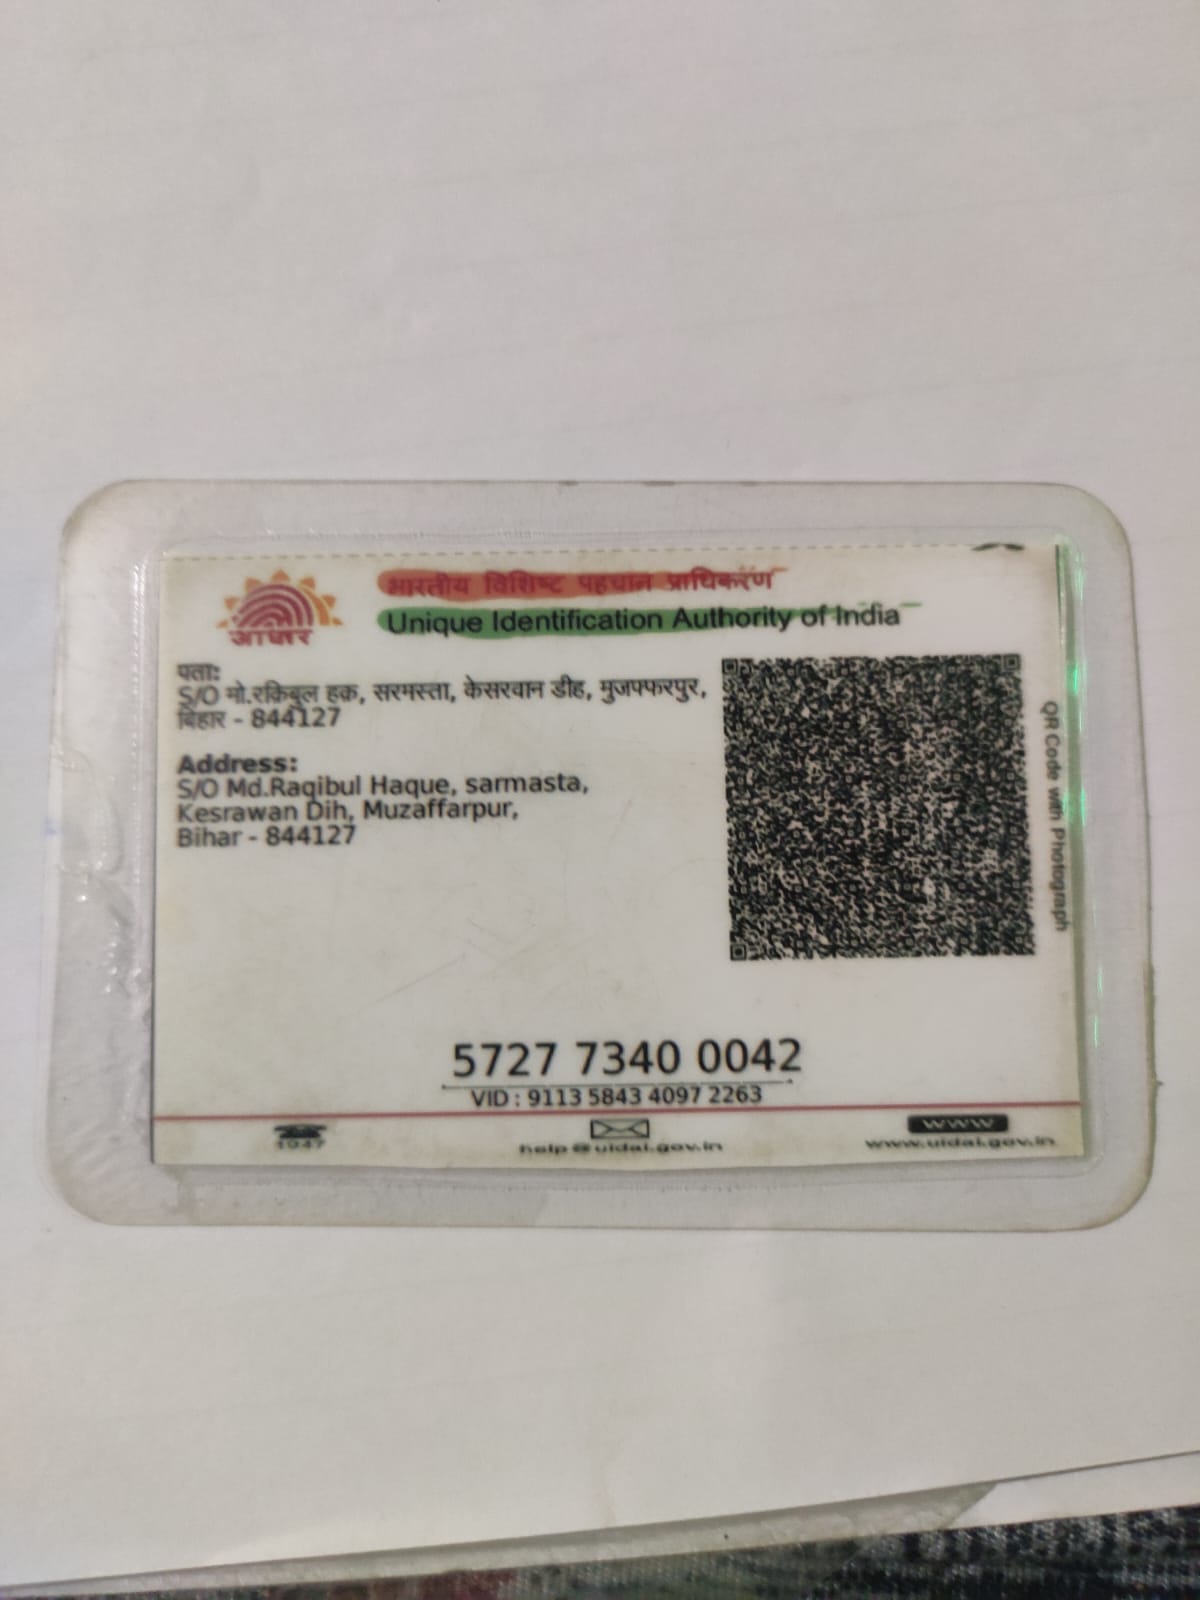 भारतीय विशिष्ट पहचान प्राधिकरण
Unique Identification Authority of India
आधार
पता:
S/O मो.रक़िबुल हक़, सरमस्ता, केसरवान डीह, मुजफ्फरपुर,
बिहार - 844127
Address:
S/O Md.Raqibul Haque, sarmasta,
Kesrawan Dih, Muzaffarpur,
Bihar - 844127
QR Code with Photograph
5727 7340 0042
VID : 9113 5843 4097 2263
1947
help@uidai.gov.in
WWW
www.uidai.gov.in